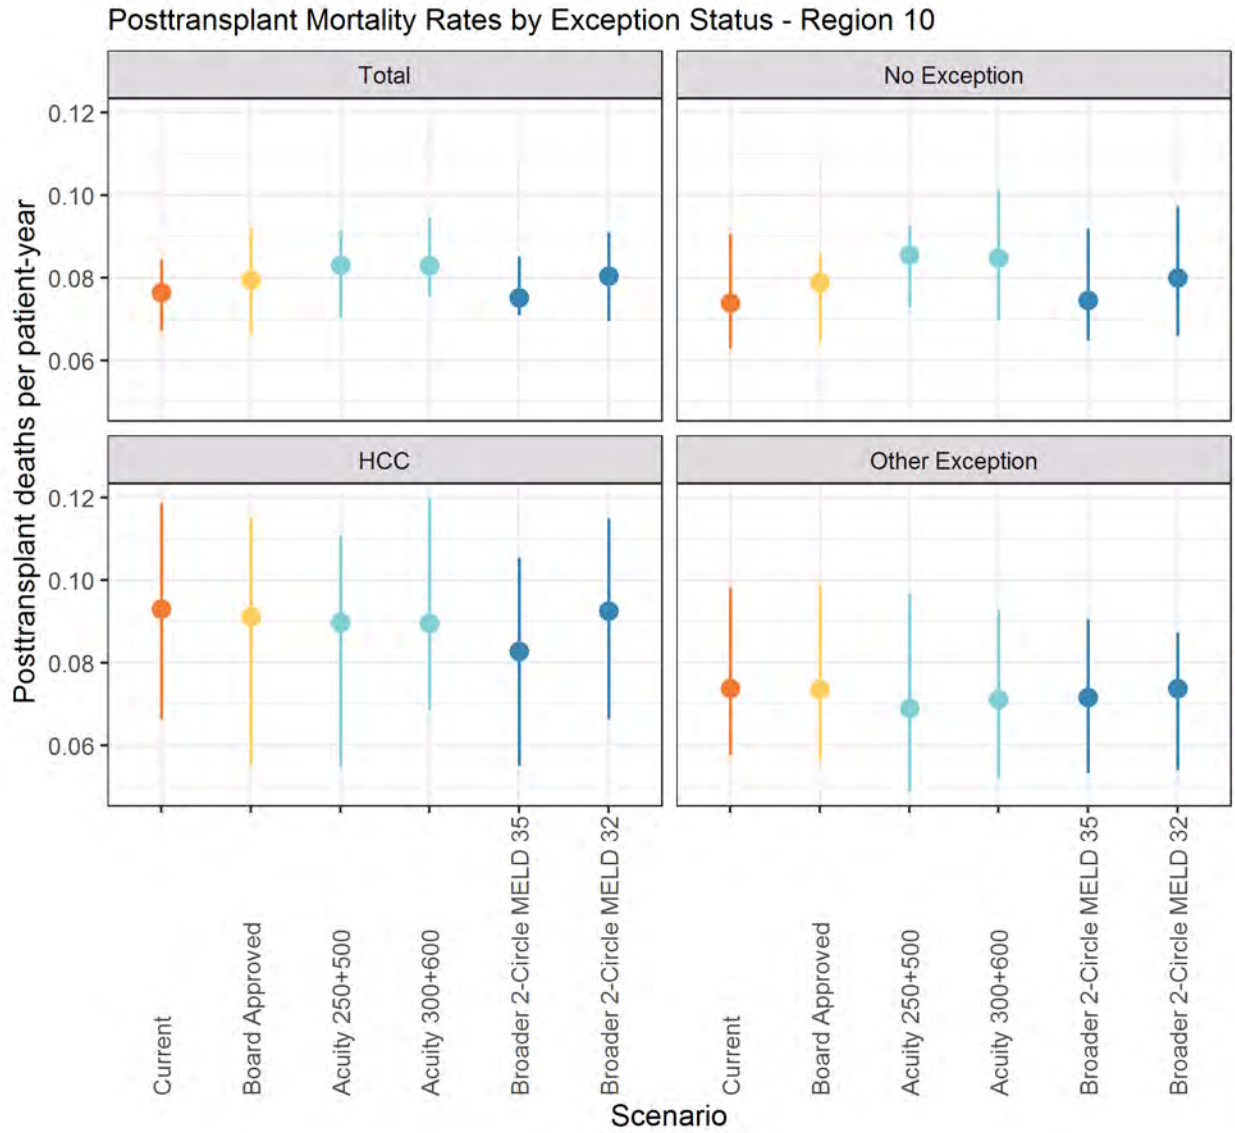 Posttransplant Mortality Rates by Exception Status - Region 10
Posttransplant deaths per patient-year
Total
No Exception
0.12
0.10
0.08
0.06
HCC
Other Exception
0.12
0.10
0.08
0.06
Current
Board Approved
Acuity 250+500
Acuity 300+600
Broader 2-Circle MELD 35
Broader 2-Circle MELD 32
Current
Board Approved
Acuity 250+500
Acuity 300+600
Broader 2-Circle MELD 35
Broader 2-Circle MELD 32
Scenario